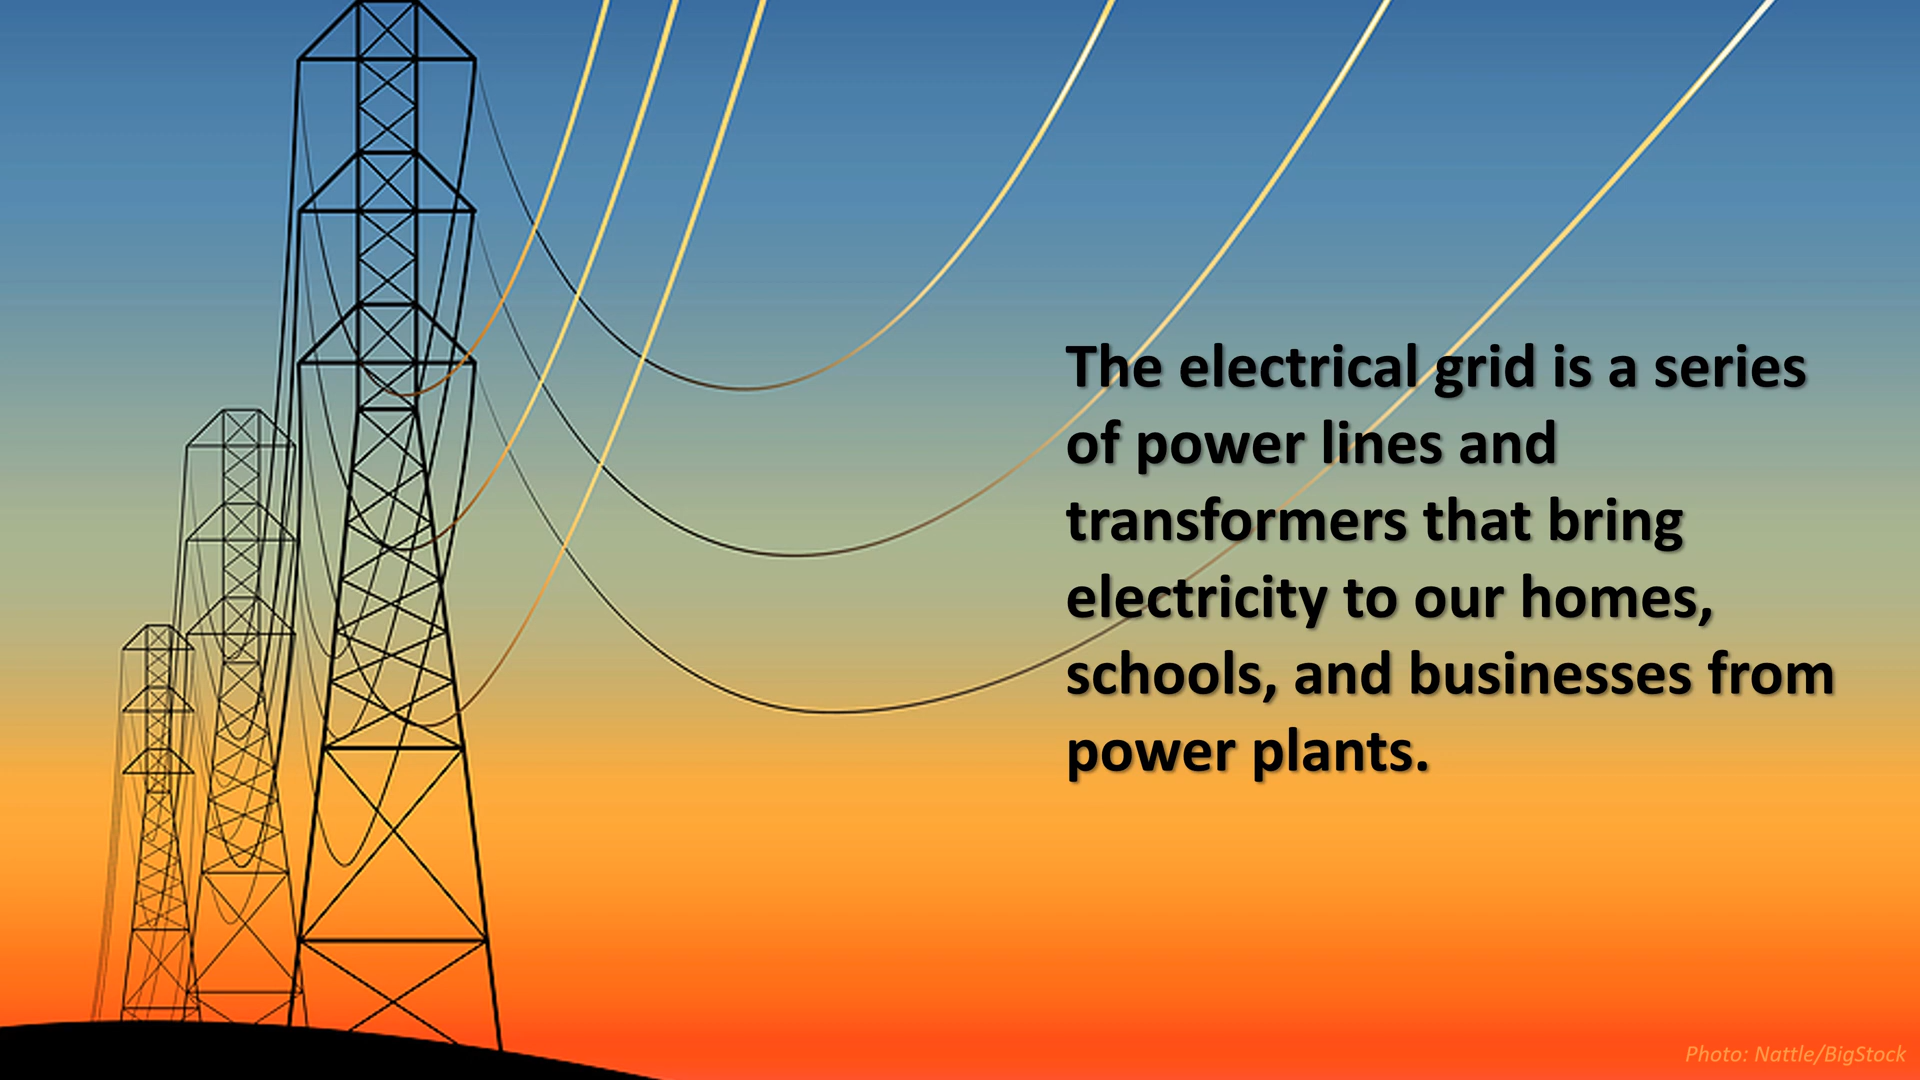 The electrical grid is a series
of power lines and
transformers that bring
electricity to our homes,
schools, and businesses from
power plants.
Photo: Nattle/BigStock